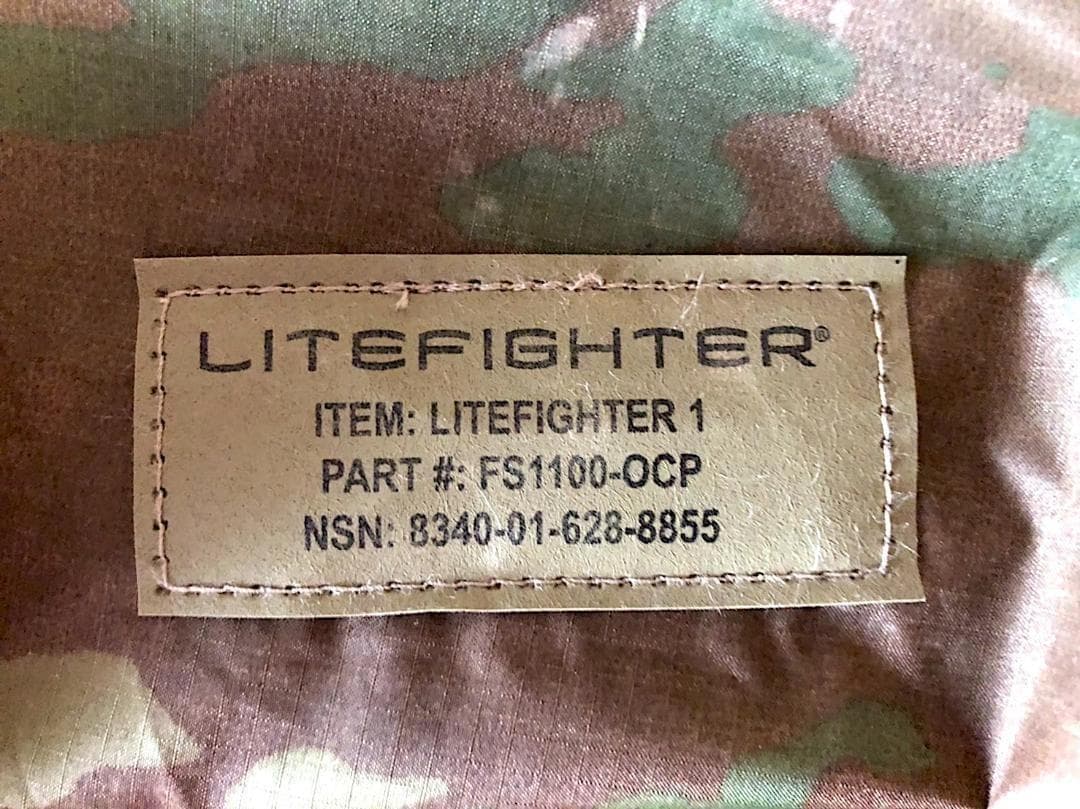 LITEFIGHTER®
ITEM: LITEFIGHTER 1
PART #: FS1100-OCP
NSN: 8340-01-628-8855